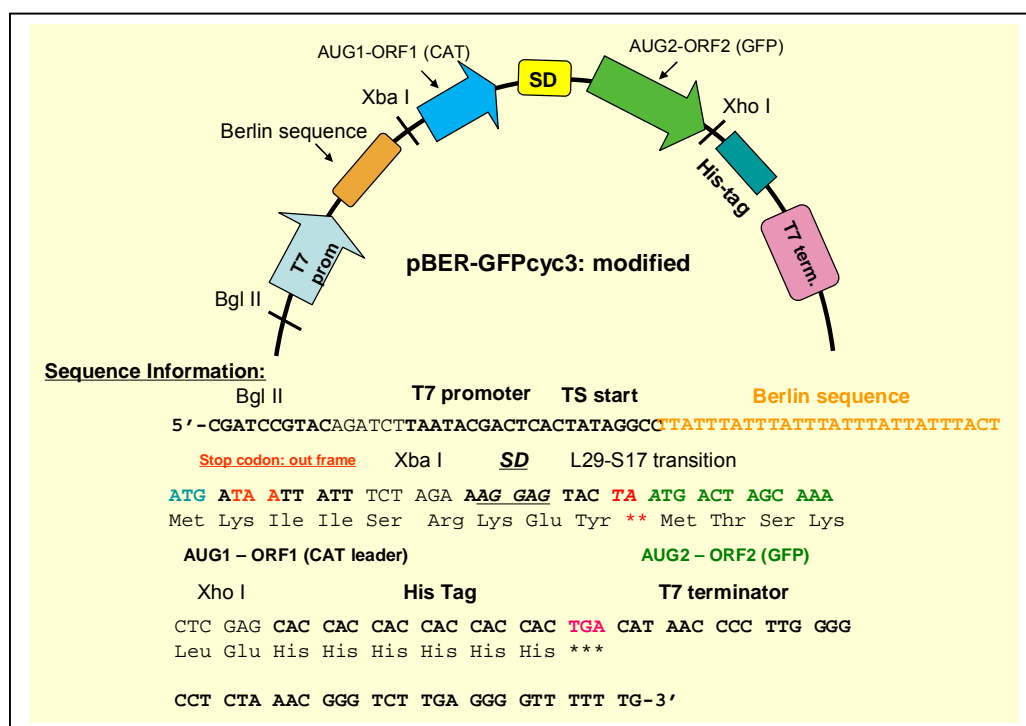 AUG1-ORF1 (CAT)
SD
AUG2-ORF2 (GFP)
Xba I
Xho I
Berlin sequence
His-tag
T7
prom
T7
term.
pBER-GFPcyc3: modified
Bgl II
Sequence Information:
Bgl II T7 promoter TS start Berlin sequence
5’-CGATCCGTACAGATCTTAATACGACTCACTATAGGCCTTATTTATTTATTTATTTATTATTTACT
Stop codon: out frame Xba I SD L29-S17 transition
ATG ATA ATT ATT TCT AGA AAG GAG TAC TA ATG ACT AGC AAA
Met Lys Ile Ile Ser Arg Lys Glu Tyr ** Met Thr Ser Lys
AUG1 – ORF1 (CAT leader) AUG2 – ORF2 (GFP)
Xho I His Tag T7 terminator
CTC GAG CAC CAC CAC CAC CAC CAC TGA CAT AAC CCC TTG GGG
Leu Glu His His His His His His ***
CCT CTA AAC GGG TCT TGA GGG GTT TTT TG-3’